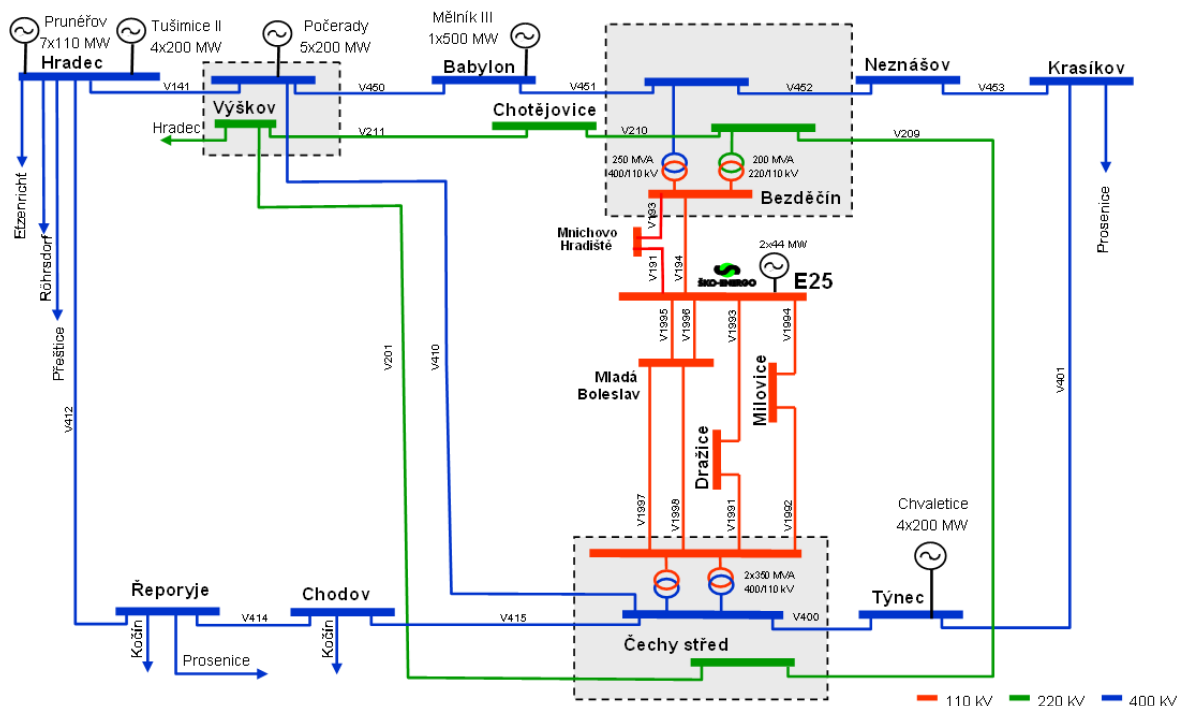 Prunéřov
7x110 MW
Tušimice II
4x200 MW
Počerady
5x200 MW
Mělník III
1x500 MW
Hradec
Babylon
Neznášov
Krasíkov
V141
V450
V451
V452
V453
Výškov
Chotějovice
Hradec
V211
V210
V209
250 MVA
400/110 kV
200 MVA
220/110 kV
Bezděčín
V193
Mnichovo
Hradiště
V191
V194
2x44 MW
ŠKO-ENERGO
E25
Etzenricht
Röhrsdorf
Přeštice
Prosenice
V1995
V1996
V1993
V1994
V201
V410
V412
V401
Mladá
Boleslav
Milovice
Dražice
V1997
V1998
V1991
V1992
Chvaletice
4x200 MW
2x350 MVA
400/110 kV
Řeporyje
Chodov
Týnec
V414
V415
V400
Kočín
Kočín
Prosenice
Čechy střed
110 kV
220 kV
400 kV